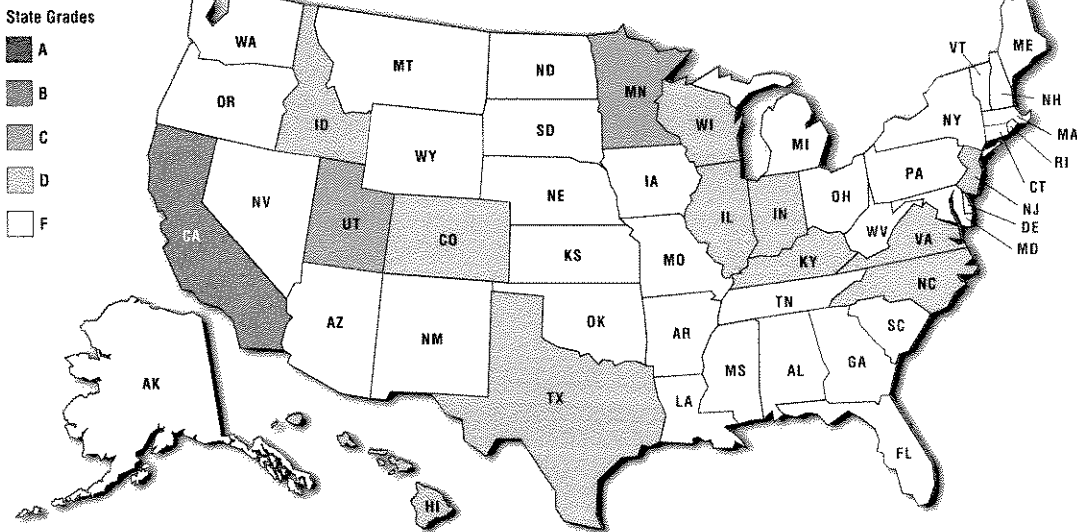 State Grades
A
B
C
D
F
WA
OR
ID
MT
ND
SD
MN
WI
WY
NE
IA
MI
CA
NV
UT
CO
KS
MO
IL
IN
OH
KY
WV
VA
PA
NY
VT
ME
NH
MA
RI
CT
NJ
DE
MD
NC
TN
SC
AZ
NM
OK
AR
TX
LA
MS
AL
GA
FL
AK
HI